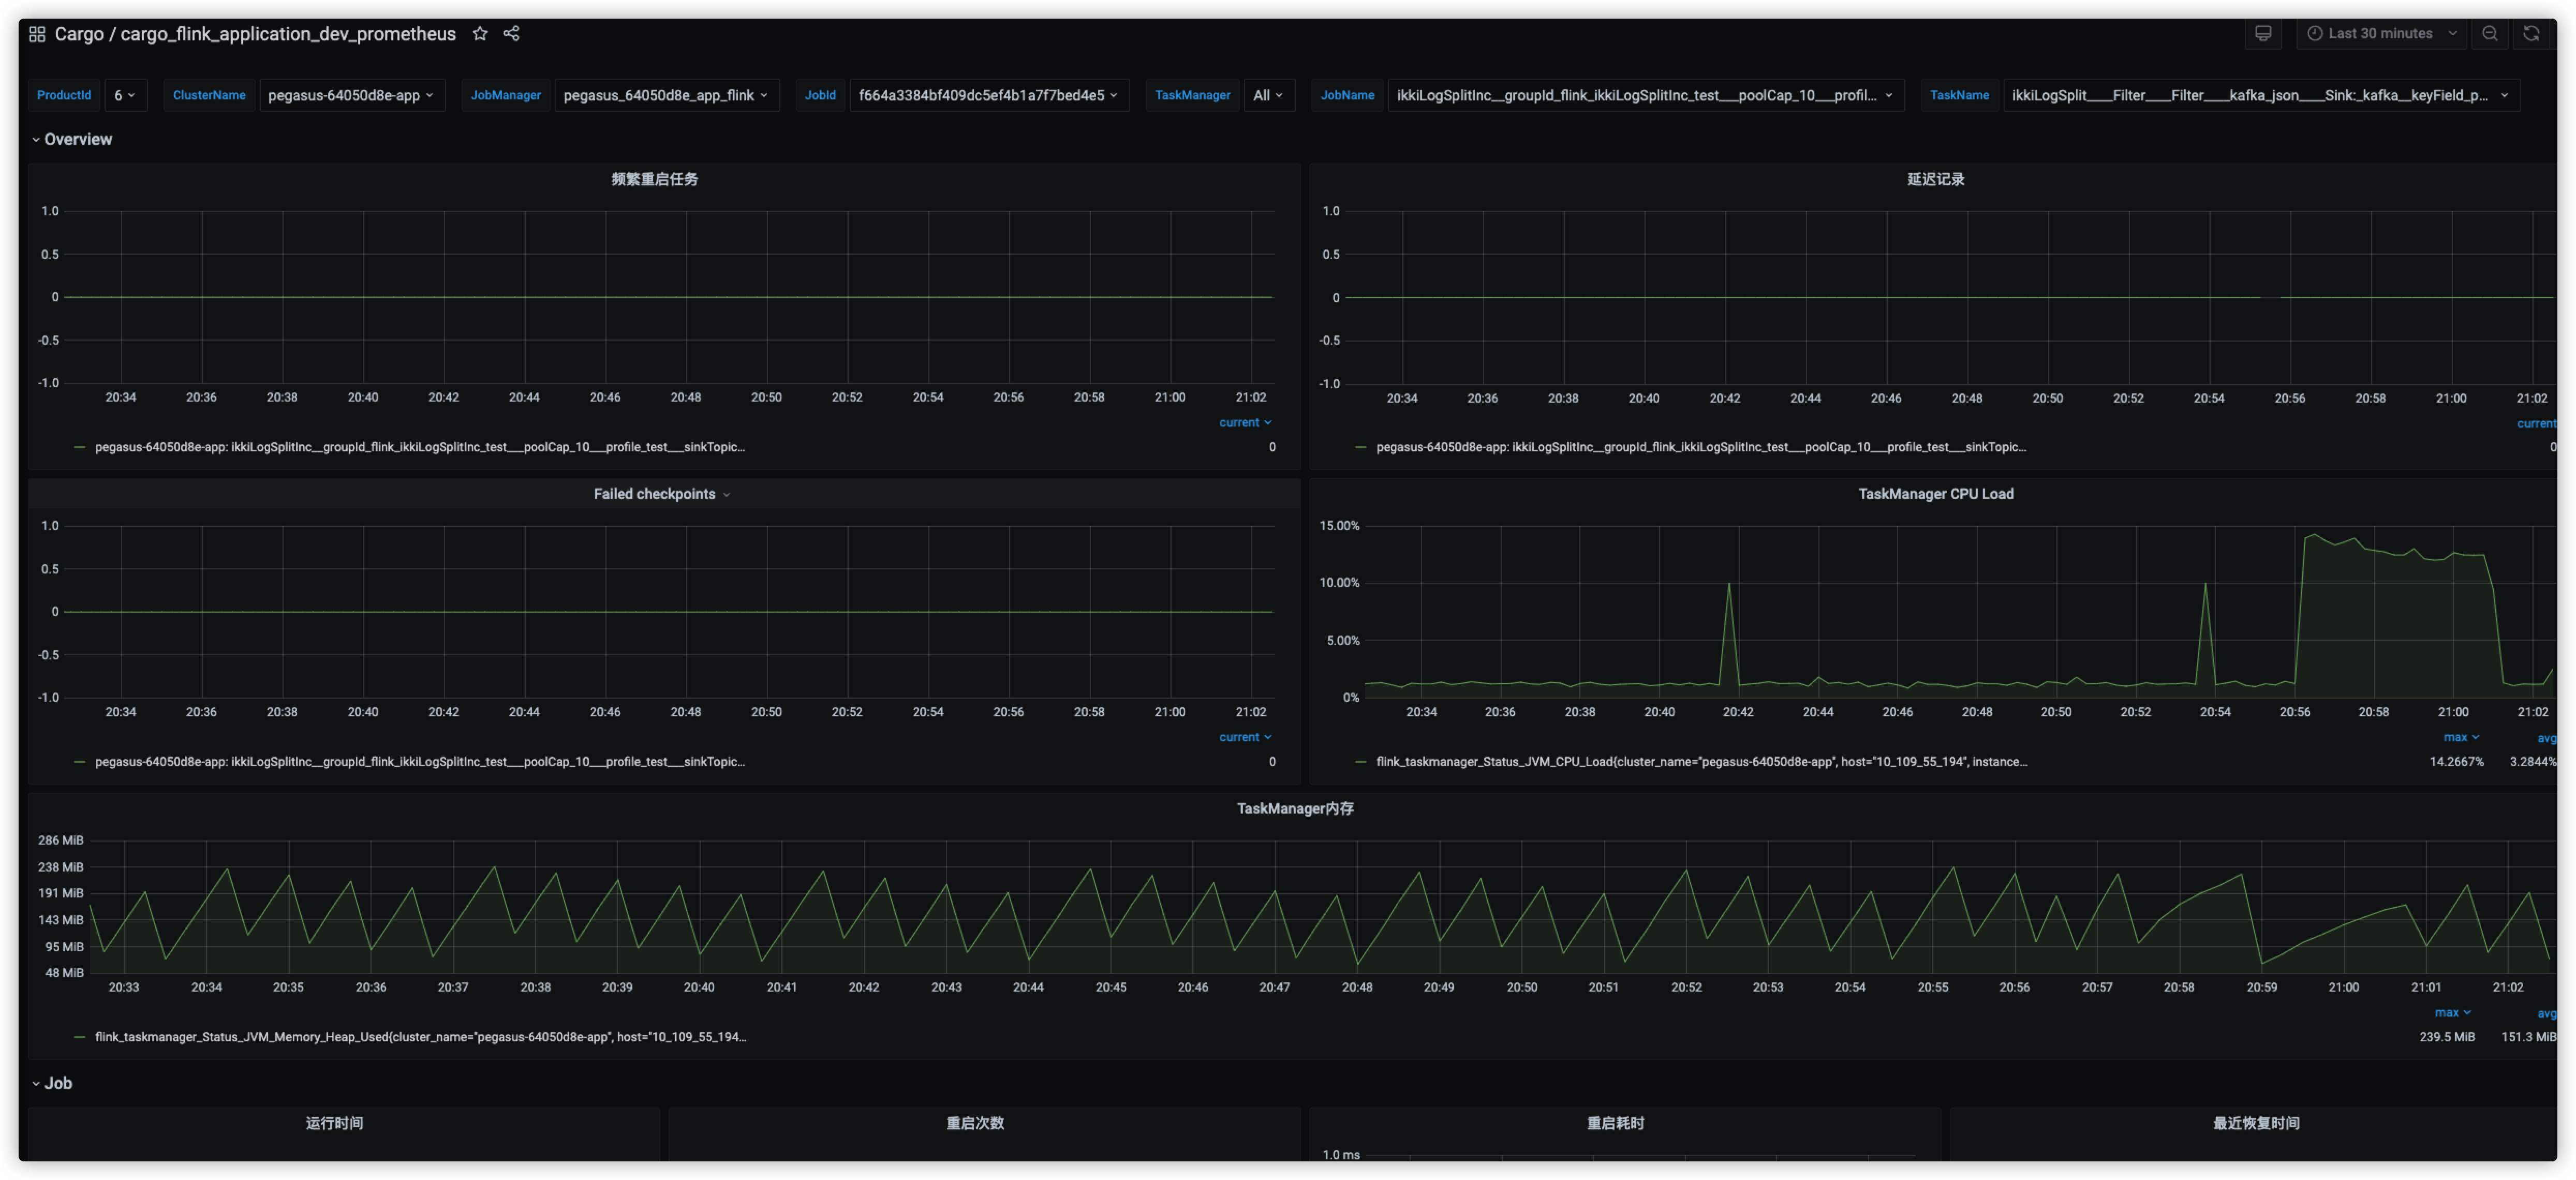 Cargo / cargo_flink_application_dev_prometheus
Last 30 minutes
ProductId 6 ClusterName pegasus-64050d8e-app JobManager pegasus_64050d8e_app_flink JobId f664a3384bf409dc5ef4b1a7f7bed4e5 TaskManager All JobName ikkiLogSplitInc__groupId_flink_ikkiLogSplitInc_test___poolCap_10___profil... TaskName ikkiLogSplit____Filter____Filter____kafka_json____Sink:_kafka__keyField_p...
Overview
频繁重启任务
1.0
0.5
0
-0.5
-1.0
20:34 20:36 20:38 20:40 20:42 20:44 20:46 20:48 20:50 20:52 20:54 20:56 20:58 21:00 21:02
current
pegasus-64050d8e-app: ikkiLogSplitInc__groupId_flink_ikkiLogSplitInc_test___poolCap_10___profile_test___sinkTopic... 0
延迟记录
1.0
0.5
0
-0.5
-1.0
20:34 20:36 20:38 20:40 20:42 20:44 20:46 20:48 20:50 20:52 20:54 20:56 20:58 21:00 21:02
current
pegasus-64050d8e-app: ikkiLogSplitInc__groupId_flink_ikkiLogSplitInc_test___poolCap_10___profile_test___sinkTopic... 0
Failed checkpoints
1.0
0.5
0
-0.5
-1.0
20:34 20:36 20:38 20:40 20:42 20:44 20:46 20:48 20:50 20:52 20:54 20:56 20:58 21:00 21:02
current
pegasus-64050d8e-app: ikkiLogSplitInc__groupId_flink_ikkiLogSplitInc_test___poolCap_10___profile_test___sinkTopic... 0
TaskManager CPU Load
15.00%
10.00%
5.00%
0%
20:34 20:36 20:38 20:40 20:42 20:44 20:46 20:48 20:50 20:52 20:54 20:56 20:58 21:00 21:02
max avg
flink_taskmanager_Status_JVM_CPU_Load{cluster_name="pegasus-64050d8e-app", host="10_109_55_194", instance... 14.2667% 3.2844%
TaskManager内存
286 MiB
238 MiB
191 MiB
143 MiB
95 MiB
48 MiB
20:33 20:34 20:35 20:36 20:37 20:38 20:39 20:40 20:41 20:42 20:43 20:44 20:45 20:46 20:47 20:48 20:49 20:50 20:51 20:52 20:53 20:54 20:55 20:56 20:57 20:58 20:59 21:00 21:01 21:02
max avg
flink_taskmanager_Status_JVM_Memory_Heap_Used{cluster_name="pegasus-64050d8e-app", host="10_109_55_194... 239.5 MiB 151.3 MiB
Job
运行时间
重启次数
重启耗时
1.0 ms
最近恢复时间